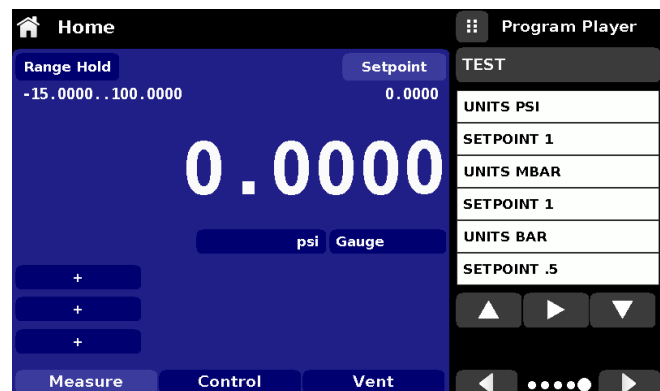 Home
Range Hold
Setpoint
-15.0000..100.0000
0.0000
0.0000
psi
Gauge
+
+
+
Measure
Control
Vent
Program Player
TEST
UNITS PSI
SETPOINT 1
UNITS MBAR
SETPOINT 1
UNITS BAR
SETPOINT .5